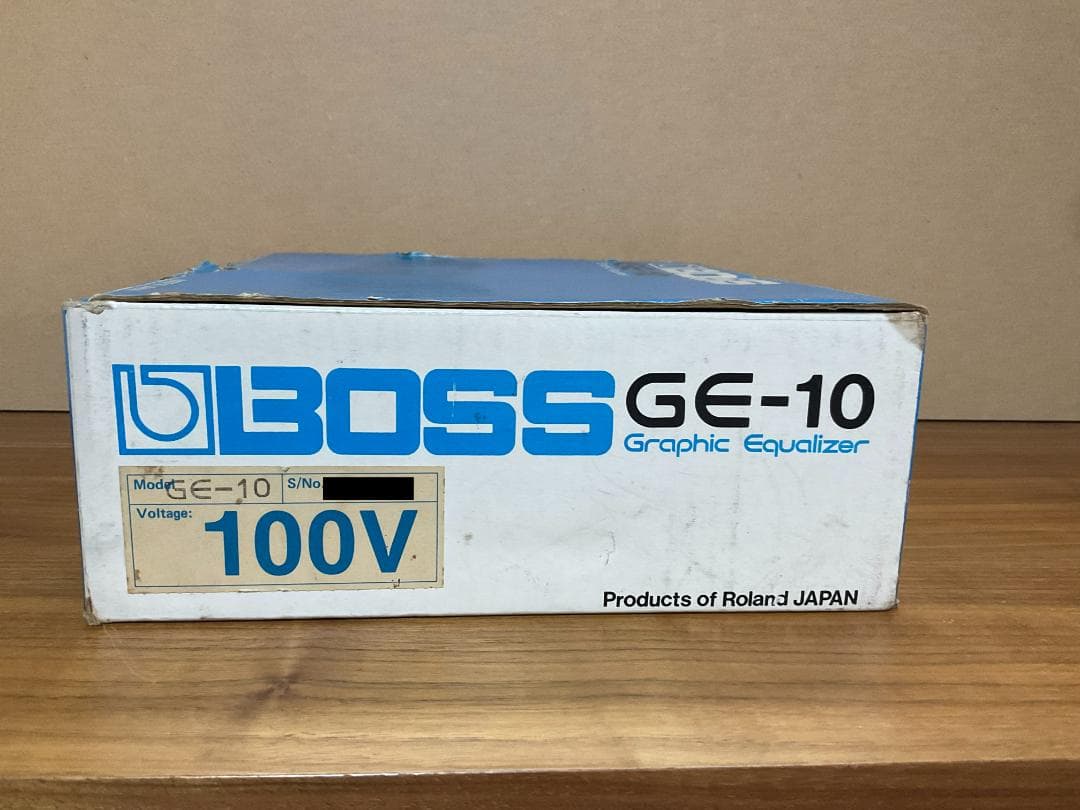 BOSS GE-10
Graphic Equalizer
Model GE-10 S/No.
Voltage: 100V
Products of Roland JAPAN